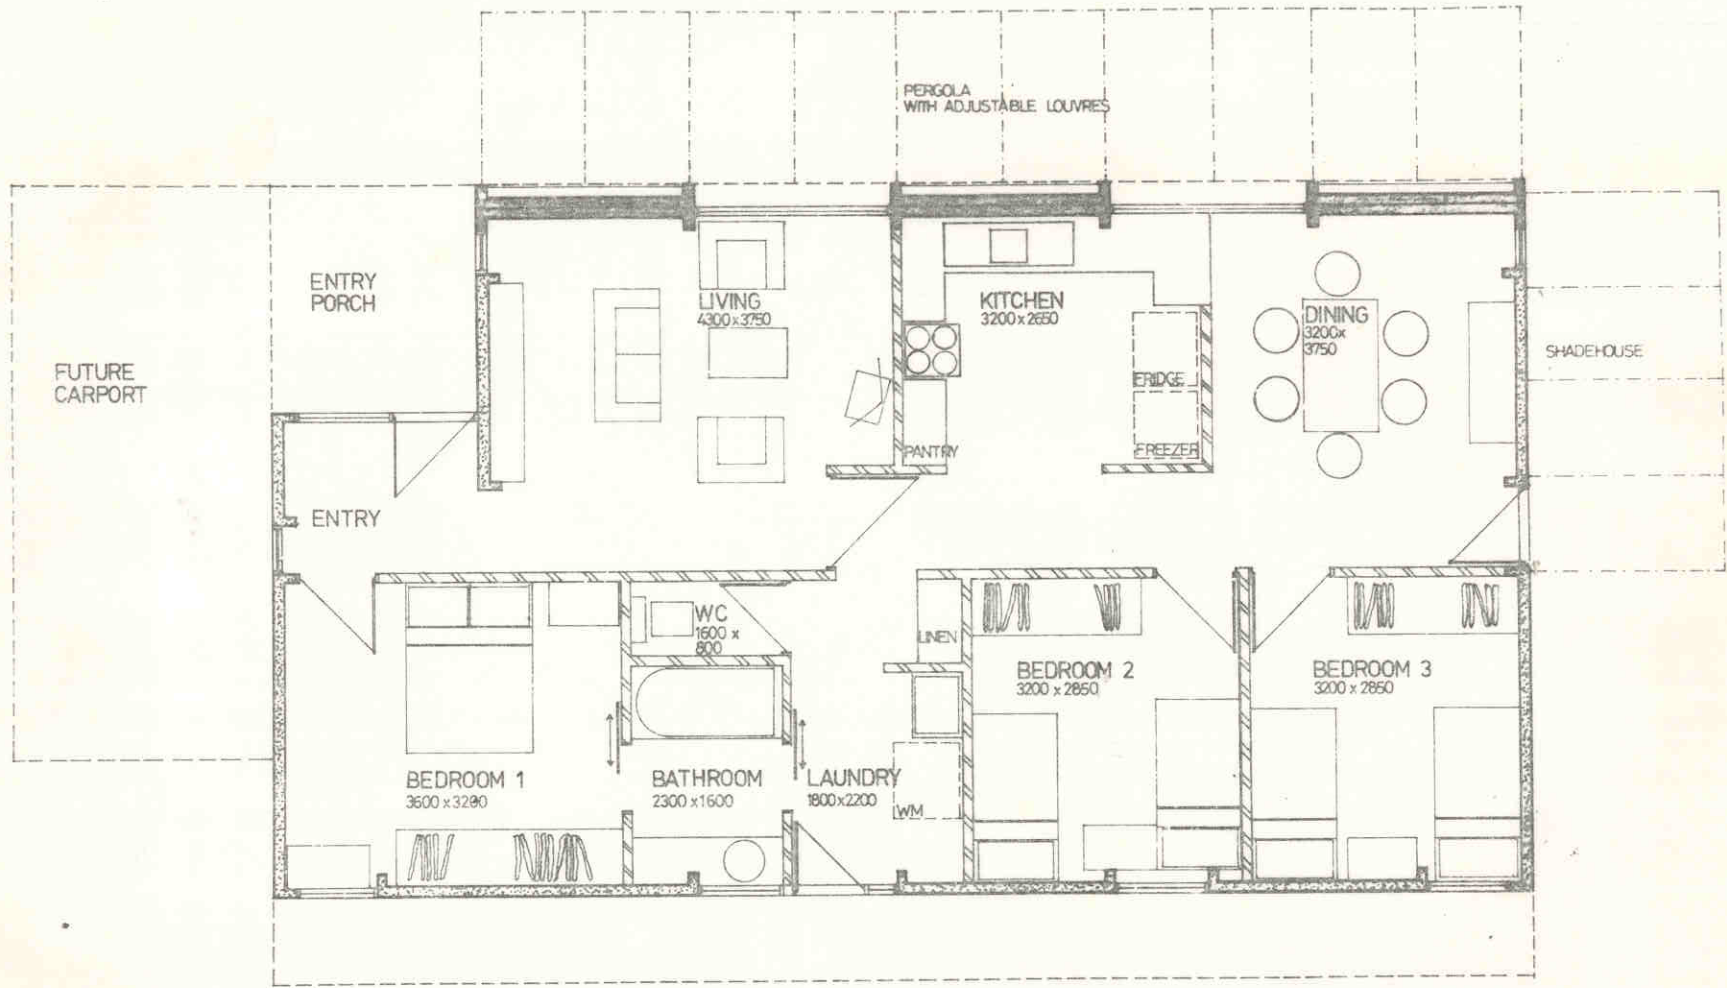 PERGOLA
WITH ADJUSTABLE LOUVRES
ENTRY
PORCH
LIVING
4300x3750
KITCHEN
3200x2650
DINING
3200x
3750
SHADEHOUSE
FUTURE
CARPORT
FRIDGE
FREEZER
PANTRY
ENTRY
WC
1600 x
800
LINEN
BEDROOM 2
3200 x 2850
BEDROOM 3
3200 x 2850
BEDROOM 1
3600 x 3200
BATHROOM
2300 x 1600
LAUNDRY
1800x2200
WM